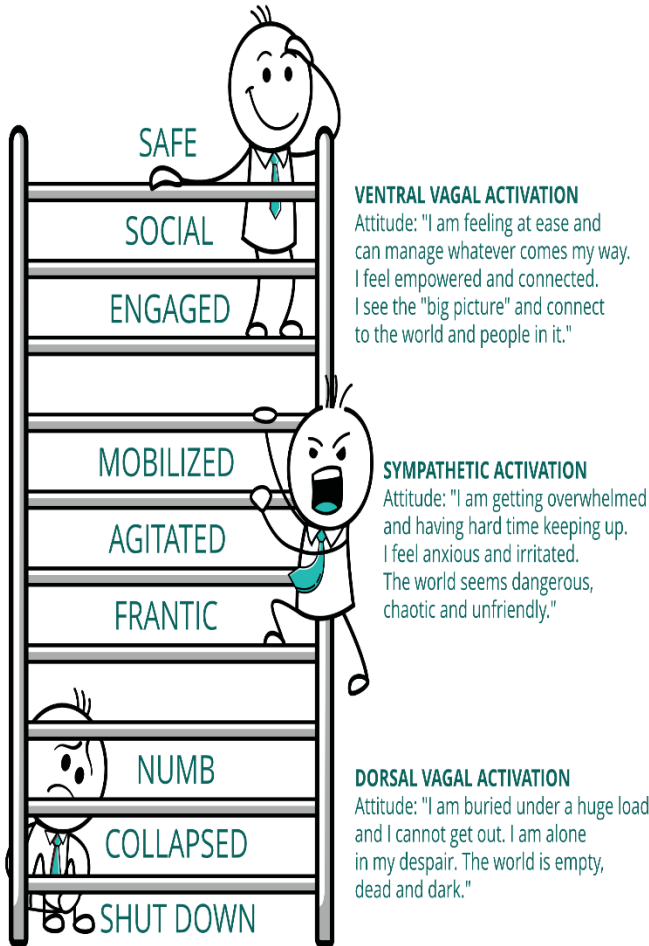 SAFE
SOCIAL
ENGAGED
VENTRAL VAGAL ACTIVATION
Attitude: "I am feeling at ease and
can manage whatever comes my way.
I feel empowered and connected.
I see the "big picture" and connect
to the world and people in it."
MOBILIZED
AGITATED
FRANTIC
SYMPATHETIC ACTIVATION
Attitude: "I am getting overwhelmed
and having hard time keeping up.
I feel anxious and irritated.
The world seems dangerous,
chaotic and unfriendly."
NUMB
COLLAPSED
SHUT DOWN
DORSAL VAGAL ACTIVATION
Attitude: "I am buried under a huge load
and I cannot get out. I am alone
in my despair. The world is empty,
dead and dark."